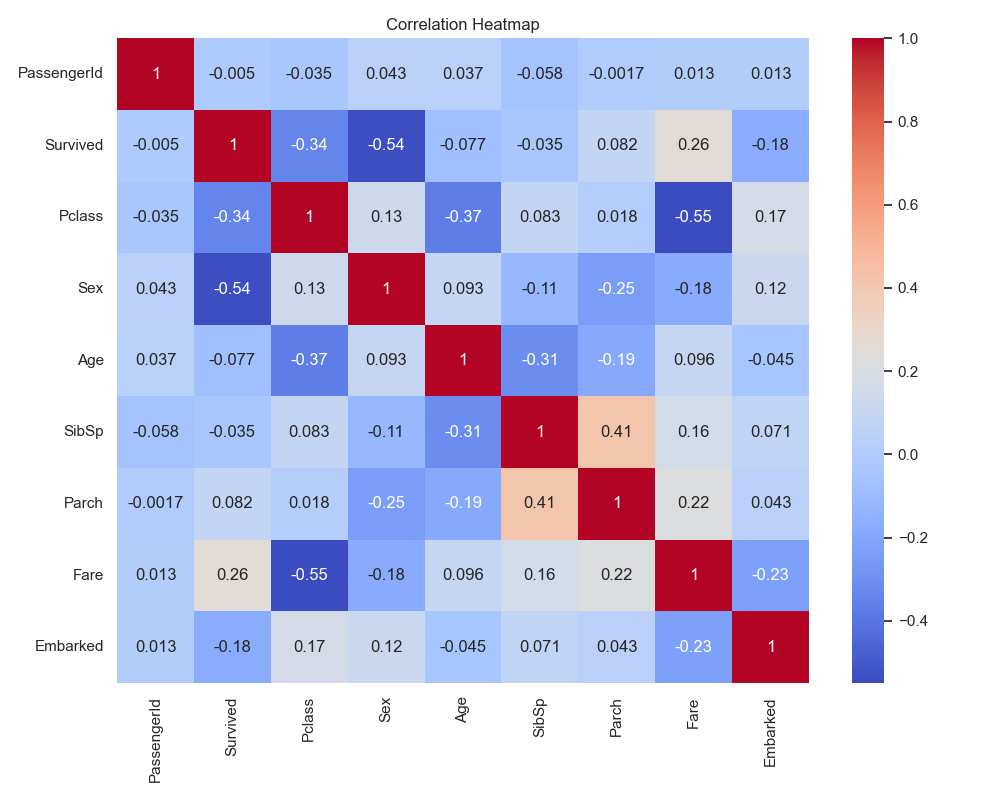 Correlation Heatmap
PassengerId 1 -0.005 -0.035 0.043 0.037 -0.058 -0.0017 0.013 0.013
Survived -0.005 1 -0.34 -0.54 -0.077 -0.035 0.082 0.26 -0.18
Pclass -0.035 -0.34 1 0.13 -0.37 0.083 0.018 -0.55 0.17
Sex 0.043 -0.54 0.13 1 0.093 -0.11 -0.25 -0.18 0.12
Age 0.037 -0.077 -0.37 0.093 1 -0.31 -0.19 0.096 -0.045
SibSp -0.058 -0.035 0.083 -0.11 -0.31 1 0.41 0.16 0.071
Parch -0.0017 0.082 0.018 -0.25 -0.19 0.41 1 0.22 0.043
Fare 0.013 0.26 -0.55 -0.18 0.096 0.16 0.22 1 -0.23
Embarked 0.013 -0.18 0.17 0.12 -0.045 0.071 0.043 -0.23 1
PassengerId Survived Pclass Sex Age SibSp Parch Fare Embarked
1.0
0.8
0.6
0.4
0.2
0.0
−0.2
−0.4